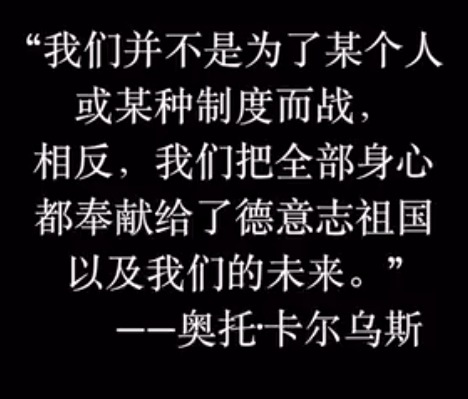 “我们并不是为了某个人
或某种制度而战，
相反，我们把全部身心
都奉献给了德意志祖国
以及我们的未来。”
——奥托·卡尔乌斯